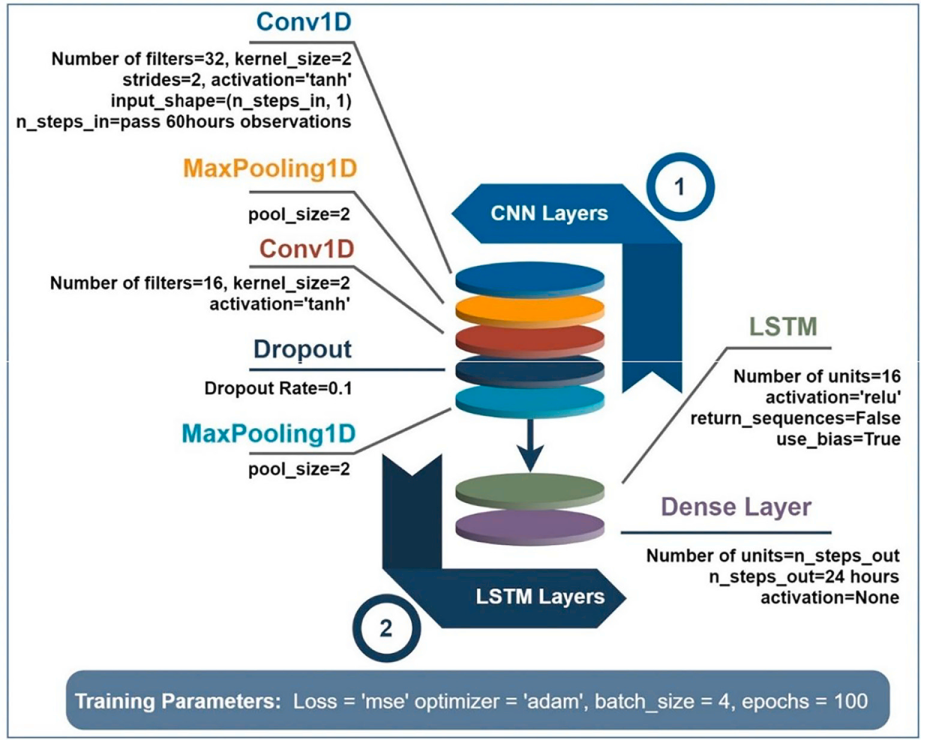 Conv1D
Number of filters=32, kernel_size=2
strides=2, activation='tanh'
input_shape=(n_steps_in, 1)
n_steps_in=pass 60hours observations
MaxPooling1D
pool_size=2
Conv1D
Number of filters=16, kernel_size=2
activation='tanh'
Dropout
Dropout Rate=0.1
MaxPooling1D
pool_size=2
1
CNN Layers
LSTM
Number of units=16
activation='relu'
return_sequences=False
use_bias=True
Dense Layer
Number of units=n_steps_out
n_steps_out=24 hours
activation=None
LSTM Layers
2
Training Parameters: Loss = 'mse' optimizer = 'adam', batch_size = 4, epochs = 100